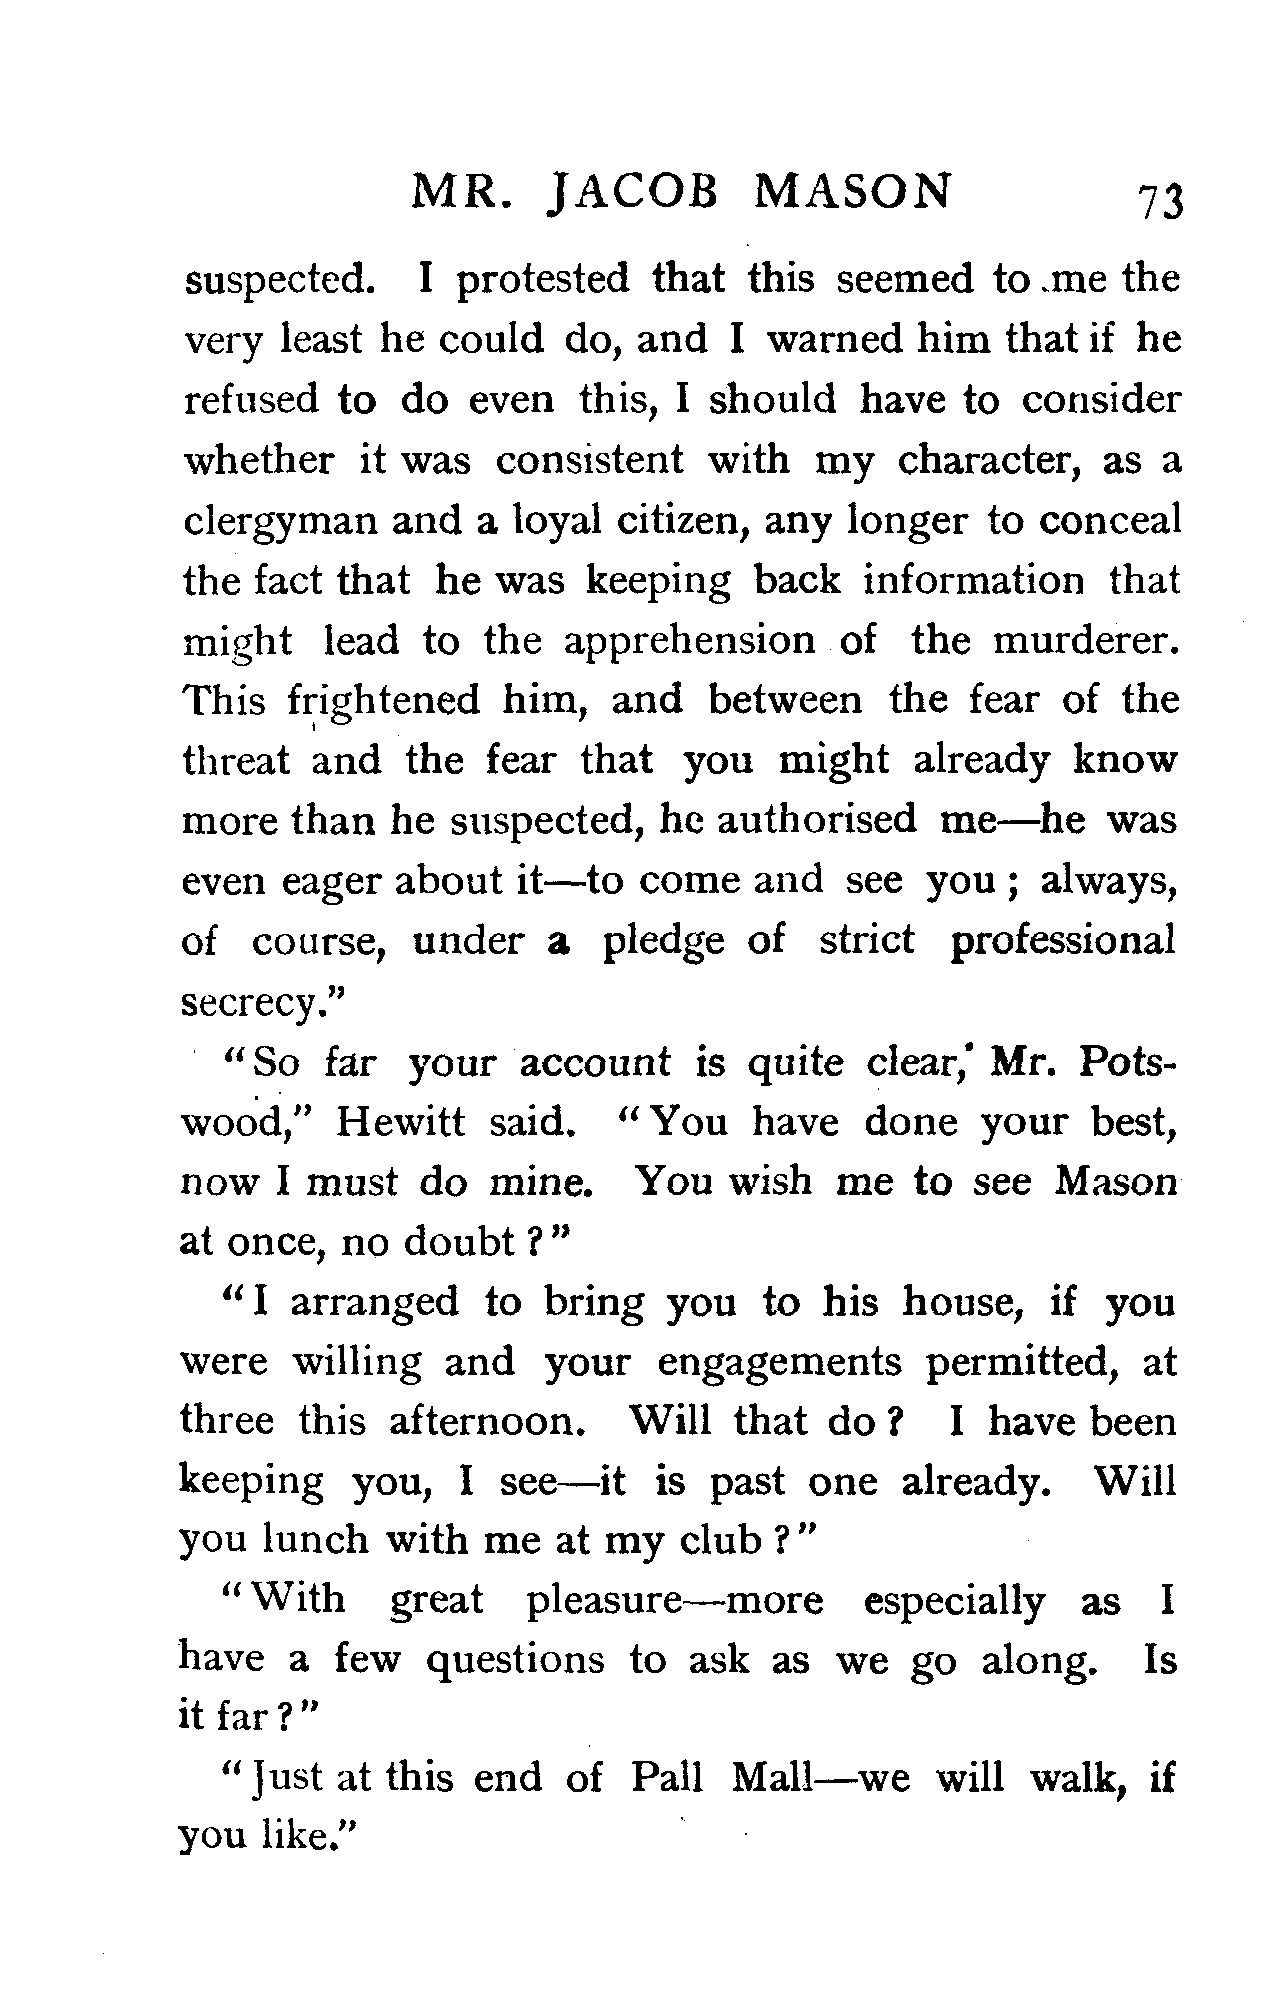 MR. JACOB MASON 73
suspected. I protested that this seemed to me the
very least he could do, and I warned him that if he
refused to do even this, I should have to consider
whether it was consistent with my character, as a
clergyman and a loyal citizen, any longer to conceal
the fact that he was keeping back information that
might lead to the apprehension of the murderer.
This frightened him, and between the fear of the
threat and the fear that you might already know
more than he suspected, he authorised me—he was
even eager about it—to come and see you ; always,
of course, under a pledge of strict professional
secrecy."
"So far your account is quite clear, Mr. Pots-
wood," Hewitt said. "You have done your best,
now I must do mine. You wish me to see Mason
at once, no doubt ?"
"I arranged to bring you to his house, if you
were willing and your engagements permitted, at
three this afternoon. Will that do ? I have been
keeping you, I see—it is past one already. Will
you lunch with me at my club ?"
"With great pleasure—more especially as I
have a few questions to ask as we go along. Is
it far ?"
"Just at this end of Pall Mall—we will walk, if
you like."